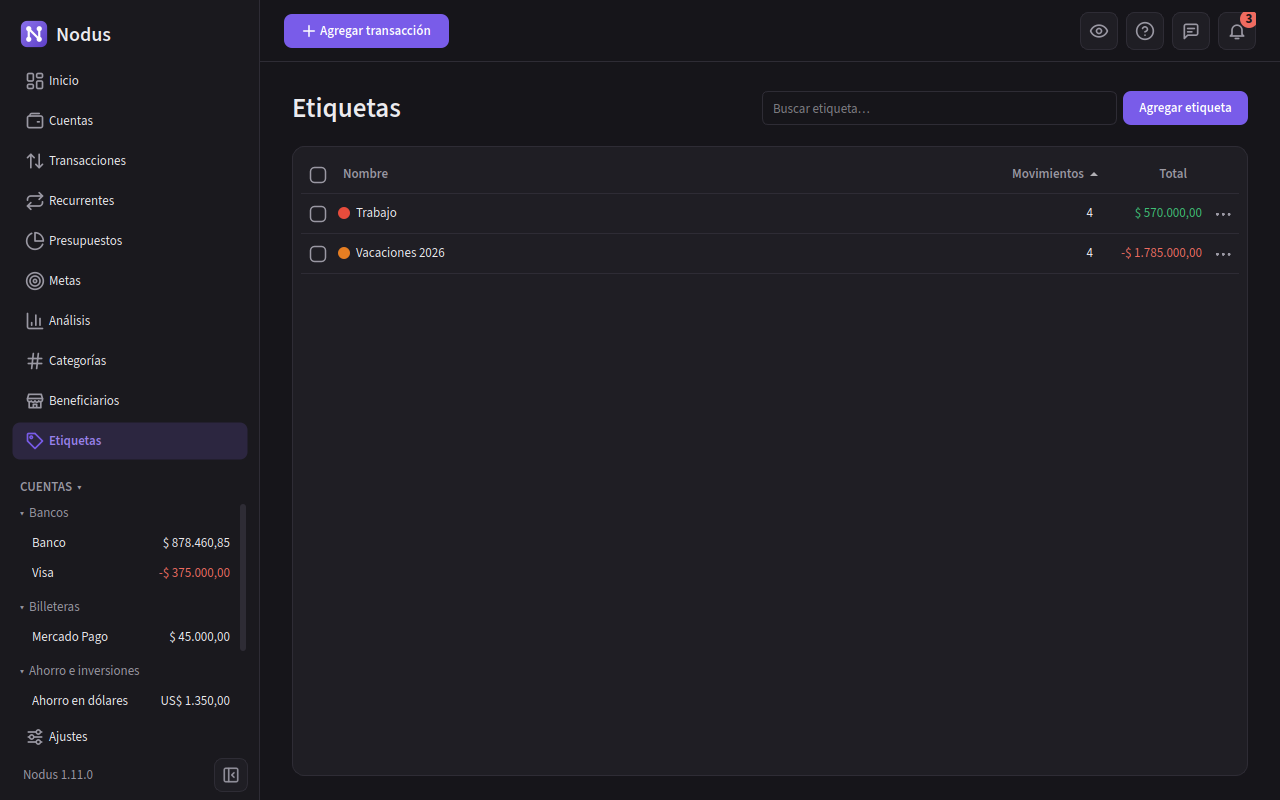 Nodus
Agregar transacción
3
Inicio
Cuentas
Transacciones
Recurrentes
Presupuestos
Metas
Análisis
Categorías
Beneficiarios
Etiquetas
CUENTAS
Bancos
Banco $ 878.460,85
Visa -$ 375.000,00
Billeteras
Mercado Pago $ 45.000,00
Ahorro e inversiones
Ahorro en dólares US$ 1.350,00
Ajustes
Nodus 1.11.0
Etiquetas
Buscar etiqueta...
Agregar etiqueta
Nombre Movimientos Total
Trabajo 4 $ 570.000,00
Vacaciones 2026 4 -$ 1.785.000,00